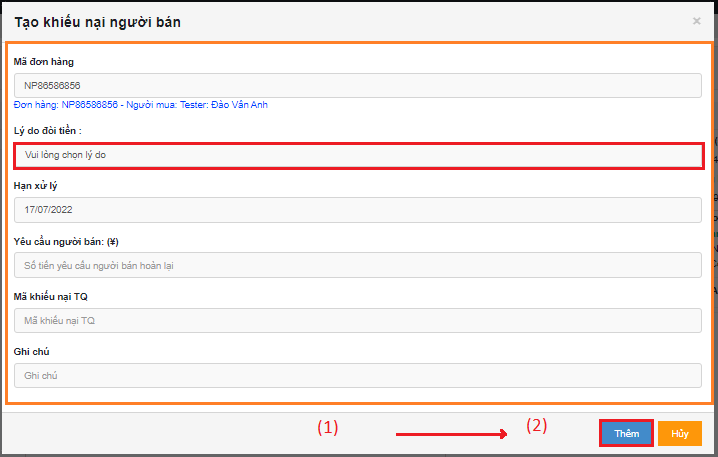 Tạo khiếu nại người bán
×
Mã đơn hàng
NP86586856
Đơn hàng: NP86586856 - Người mua: Tester: Đào Vân Anh
Lý do đòi tiền :
Vui lòng chọn lý do
Hạn xử lý
17/07/2022
Yêu cầu người bán: (¥)
Số tiền yêu cầu người bán hoàn lại
Mã khiếu nại TQ
Mã khiếu nại TQ
Ghi chú
Ghi chú
(1) (2) Thêm Hủy